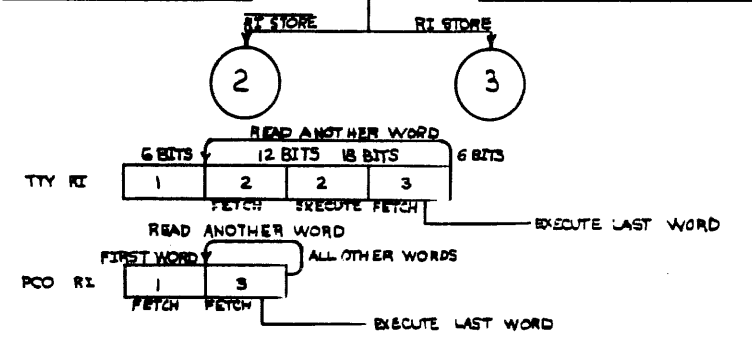 RI STORE RI STORE
2 3
READ ANOTHER WORD
6 BITS 12 BITS 18 BITS 6 BITS
TTY RI 1 2 2 3
FETCH EXECUTE FETCH
EXECUTE LAST WORD
READ ANOTHER WORD
FIRST WORD ALL OTHER WORDS
PCO RI 1 3
FETCH FETCH
EXECUTE LAST WORD